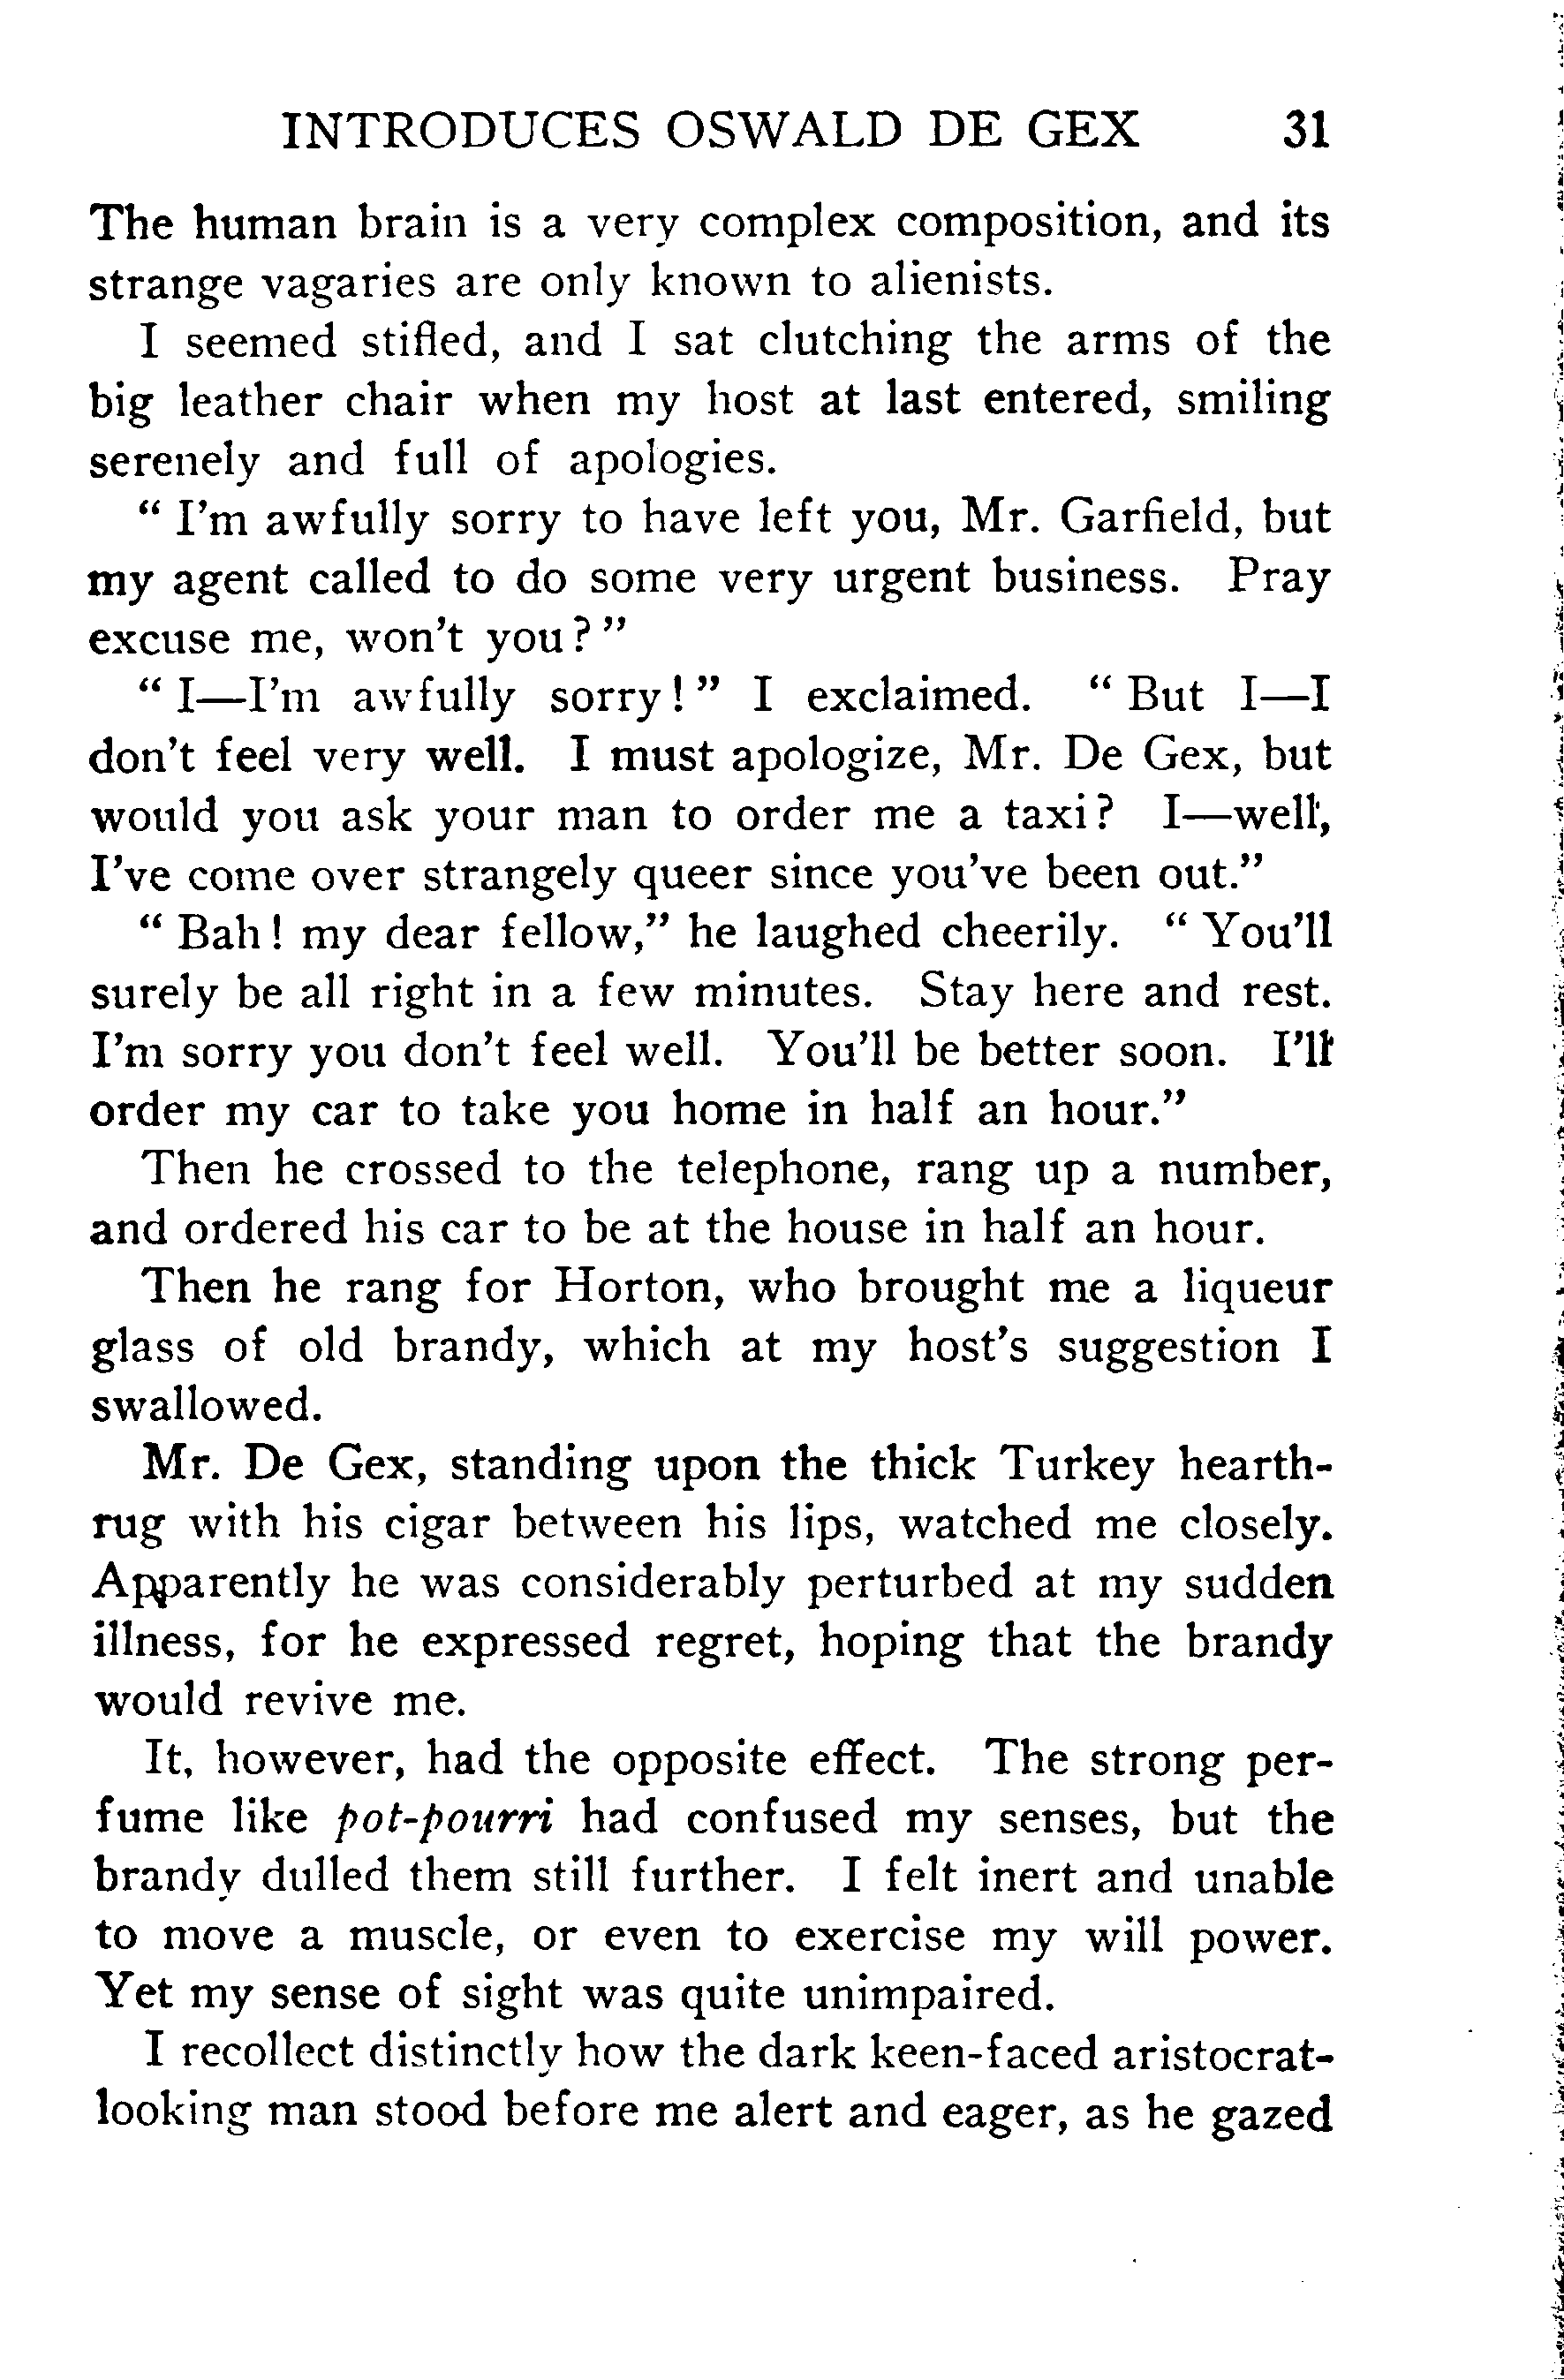 INTRODUCES OSWALD DE GEX 31
The human brain is a very complex composition, and its
strange vagaries are only known to alienists.
I seemed stifled, and I sat clutching the arms of the
big leather chair when my host at last entered, smiling
serenely and full of apologies.
“ I’m awfully sorry to have left you, Mr. Garfield, but
my agent called to do some very urgent business. Pray
excuse me, won’t you? ”
“ I—I’m awfully sorry! ” I exclaimed. “ But I—I
don’t feel very well. I must apologize, Mr. De Gex, but
would you ask your man to order me a taxi? I—well,
I’ve come over strangely queer since you’ve been out.”
“ Bah! my dear fellow,” he laughed cheerily. “ You’ll
surely be all right in a few minutes. Stay here and rest.
I’m sorry you don’t feel well. You’ll be better soon. I’ll
order my car to take you home in half an hour.”
Then he crossed to the telephone, rang up a number,
and ordered his car to be at the house in half an hour.
Then he rang for Horton, who brought me a liqueur
glass of old brandy, which at my host’s suggestion I
swallowed.
Mr. De Gex, standing upon the thick Turkey hearth-
rug with his cigar between his lips, watched me closely.
Apparently he was considerably perturbed at my sudden
illness, for he expressed regret, hoping that the brandy
would revive me.
It, however, had the opposite effect. The strong per-
fume like pot-pourri had confused my senses, but the
brandy dulled them still further. I felt inert and unable
to move a muscle, or even to exercise my will power.
Yet my sense of sight was quite unimpaired.
I recollect distinctly how the dark keen-faced aristocrat-
looking man stood before me alert and eager, as he gazed